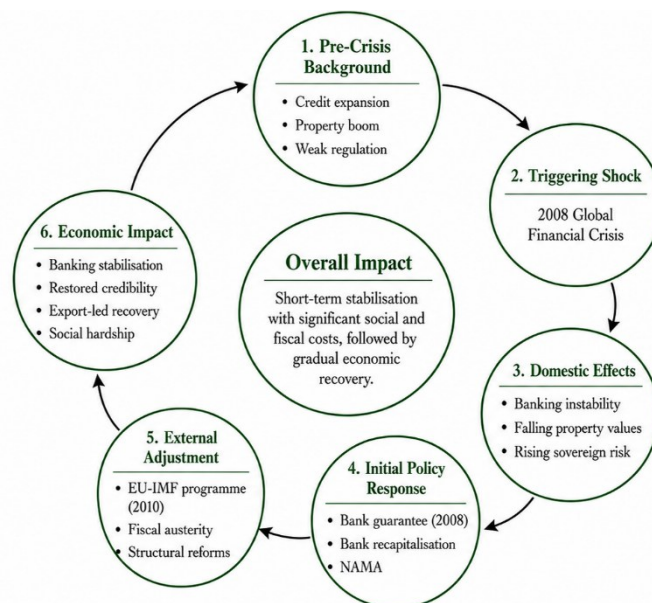 1. Pre-Crisis
Background
• Credit expansion
• Property boom
• Weak regulation
2. Triggering Shock
2008 Global
Financial Crisis
3. Domestic Effects
• Banking instability
• Falling property values
• Rising sovereign risk
4. Initial Policy
Response
• Bank guarantee (2008)
• Bank recapitalisation
• NAMA
5. External
Adjustment
• EU-IMF programme
(2010)
• Fiscal austerity
• Structural reforms
6. Economic Impact
• Banking stabilisation
• Restored credibility
• Export-led recovery
• Social hardship
Overall Impact
Short-term stabilisation
with significant social and
fiscal costs, followed by
gradual economic
recovery.